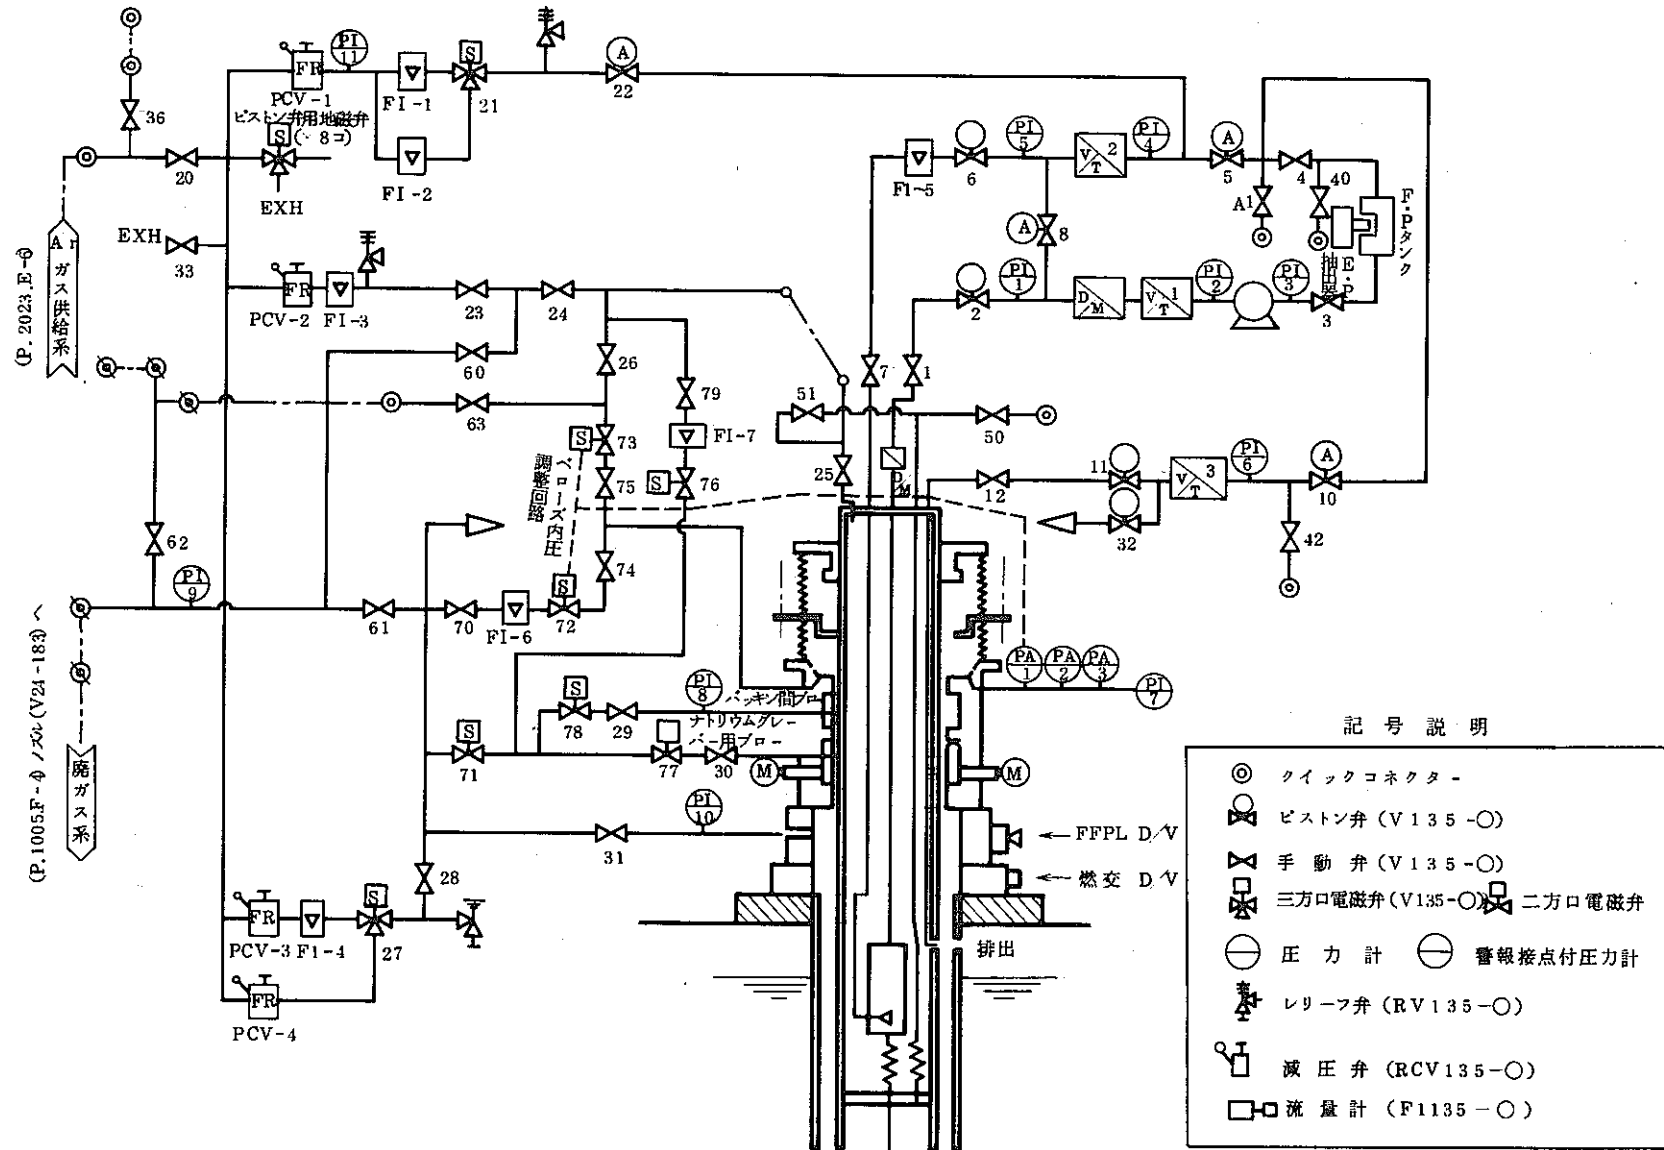 PI
11
FR
PCV-1
FI-1
S
21
A
22
36
ピストン弁用地磁弁
S
(　8コ)
FI-2
20
EXH
EXH
33
Ar
ガス供給系
(P.2023.E-6)
FR
PCV-2
FI-3
23
24
60
26
63
79
S
73
FI-7
75
S
76
ベローズ内圧
調整回路
74
62
PI
9
61
70
FI-6
S
72
(P.1005.F-4) ノズル(V24-183) へ
廃ガス系
S
71
S
78
29
PI
8
パッキン間ブロー
ナトリウムグレー
バー用ブロー
77
30
M
M
PI
10
31
28
FR
PCV-3
F1-4
S
27
FR
PCV-4
F1-5
6
PI
5
V
T
2
PI
4
A
5
4
40
A1
F.Pタンク
E.P
抽出器
A
8
2
PI
1
D
M
V
T
1
PI
2
PI
3
3
7
1
51
50
25
D
M
12
11
32
V
T
3
PI
6
A
10
42
PA
1
PA
2
PA
3
PI
7
←FFPL D/V
←燃交 D/V
排出
記号説明
クイックコネクター
ピストン弁 (V135-○)
手動弁 (V135-○)
三方口電磁弁(V135-○)
二方口電磁弁
圧力計
警報接点付圧力計
レリーフ弁 (RV135-○)
減圧弁 (RCV135-○)
流量計 (F1135-○)